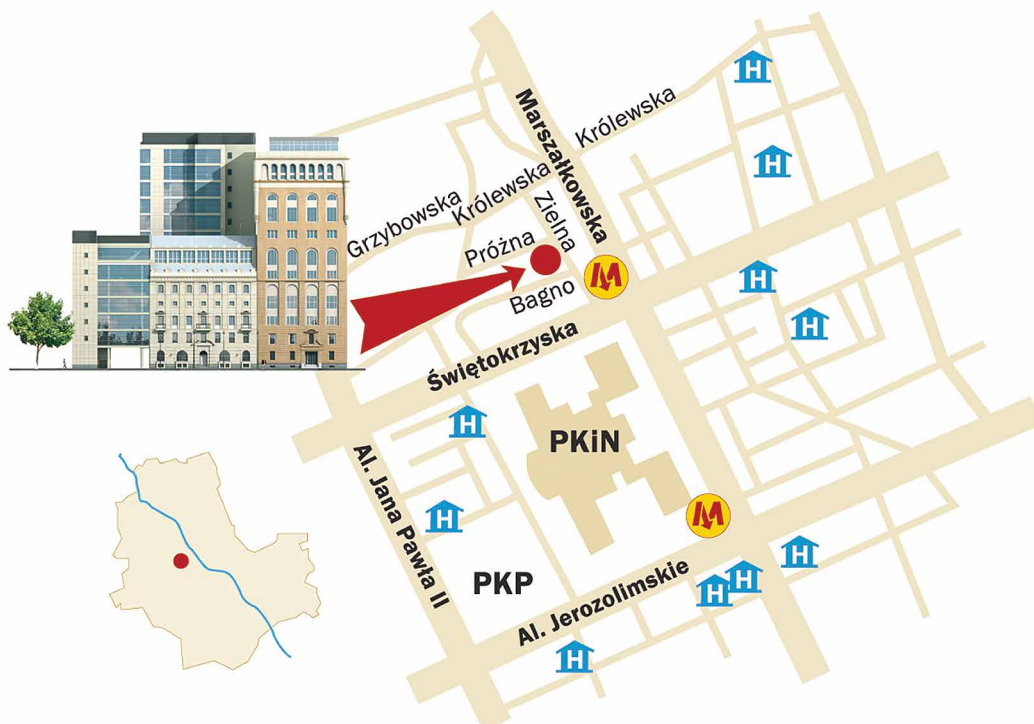 Marszałkowska
Królewska
Królewska
Grzybowska
Zielna
Próżna
Bagno
M
Świętokrzyska
PKiN
Al. Jana Pawła II
PKP
Al. Jerozolimskie
M
H
H
H
H
H
H
H
H
H
H